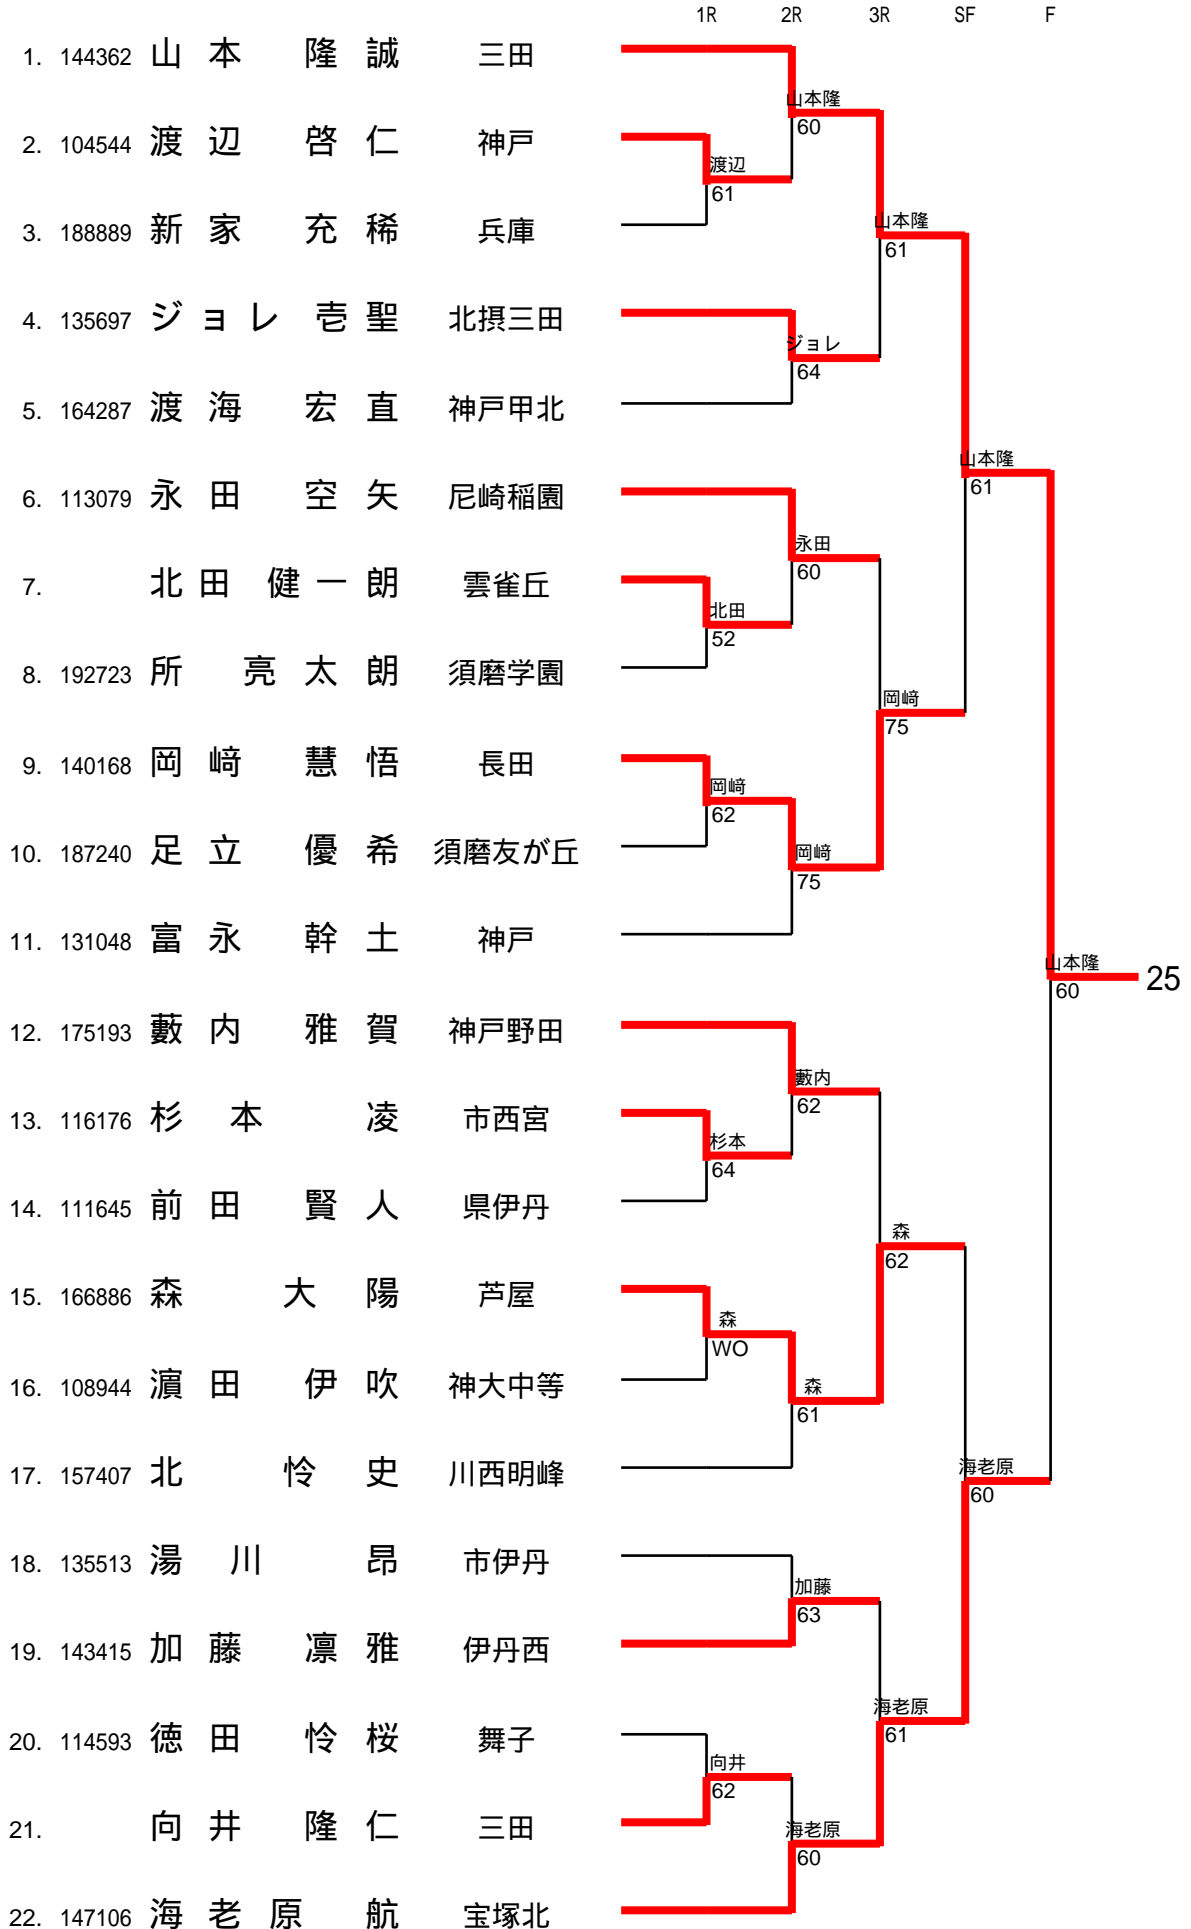 1R 2R 3R SF F
1. 144362 山本 隆誠 三田
山本隆
60
2. 104544 渡辺 啓仁 神戸
渡辺
61
3. 188889 新家 充稀 兵庫
山本隆
61
4. 135697 ジョレ 壱聖 北摂三田
ジョレ
64
5. 164287 渡海 宏直 神戸甲北
山本隆
61
6. 113079 永田 空矢 尼崎稲園
永田
60
7. 北田 健一朗 雲雀丘
北田
52
8. 192723 所 亮太朗 須磨学園
岡﨑
75
9. 140168 岡﨑 慧悟 長田
岡﨑
62
10. 187240 足立 優希 須磨友が丘
岡﨑
75
11. 131048 富永 幹土 神戸
山本隆
60
25
12. 175193 藪内 雅賀 神戸野田
藪内
62
13. 116176 杉本 凌 市西宮
杉本
64
14. 111645 前田 賢人 県伊丹
森
62
15. 166886 森 大陽 芦屋
森
WO
16. 108944 濵田 伊吹 神大中等
森
61
17. 157407 北 怜史 川西明峰
海老原
60
18. 135513 湯川 昂 市伊丹
加藤
63
19. 143415 加藤 凛雅 伊丹西
海老原
61
20. 114593 徳田 怜桜 舞子
向井
62
21. 向井 隆仁 三田
海老原
60
22. 147106 海老原 航 宝塚北